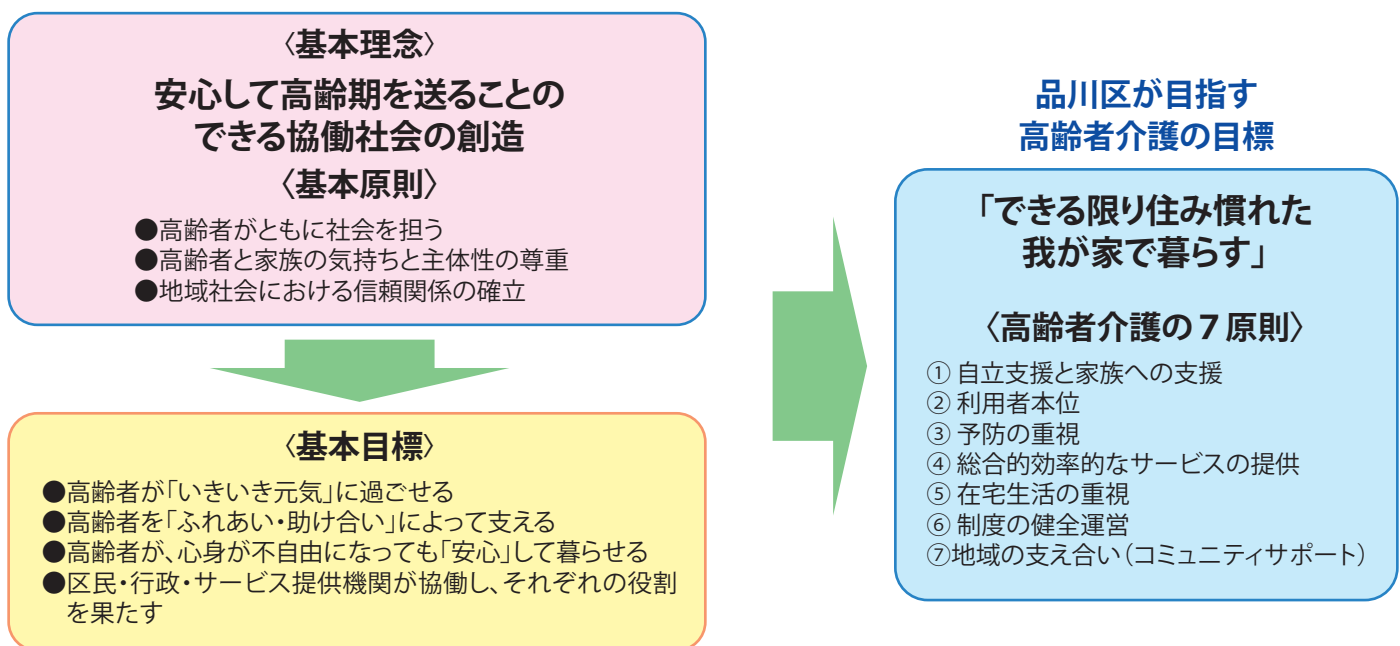 〈基本理念〉
安心して高齢期を送ることの
できる協働社会の創造
〈基本原則〉
●高齢者がともに社会を担う
●高齢者と家族の気持ちと主体性の尊重
●地域社会における信頼関係の確立
〈基本目標〉
●高齢者が「いきいき元気」に過ごせる
●高齢者を「ふれあい・助け合い」によって支える
●高齢者が、心身が不自由になっても「安心」して暮らせる
●区民・行政・サービス提供機関が協働し、それぞれの役割
を果たす
品川区が目指す
高齢者介護の目標
「できる限り住み慣れた
我が家で暮らす」
〈高齢者介護の7原則〉
① 自立支援と家族への支援
② 利用者本位
③ 予防の重視
④ 総合的効率的なサービスの提供
⑤ 在宅生活の重視
⑥ 制度の健全運営
⑦地域の支え合い（コミュニティサポート）